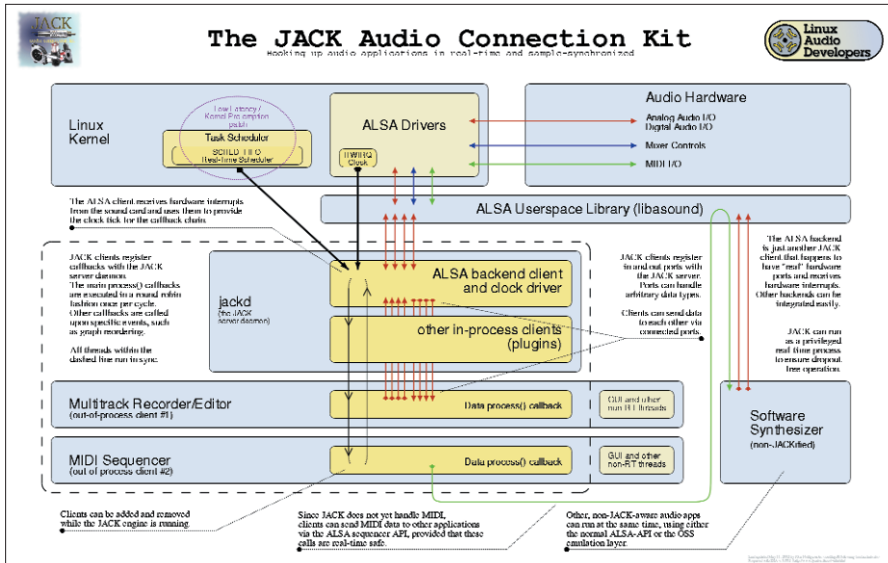 JACK
The JACK Audio Connection Kit
Hooking up audio applications in real-time and sample-synchronized
Linux
Audio
Developers
Linux
Kernel
Low Latency /
Kernel Preemption
patch
Task Scheduler
SCHED_FIFO
Real-Time Scheduler
ALSA Drivers
HWIRQ
Clock
Audio Hardware
Analog Audio I/O
Digital Audio I/O
Mixer Controls
MIDI I/O
The ALSA client receives hardware interrupts
from the sound card and uses them to provide
the clock tick for the callback chain.
ALSA Userspace Library (libasound)
JACK clients register
callbacks with the JACK
server daemon.
The main process() callbacks
are executed in a round robin
fashion once per cycle.
Other callbacks are called
upon specific events, such
as graph reordering.
All threads within the
dashed line run in sync.
jackd
(the JACK
server daemon)
ALSA backend client
and clock driver
other in-process clients
(plugins)
JACK clients register
in and out ports with
the JACK server.
Ports can handle
arbitrary data types.
Clients can send data
to each other via
connected ports.
The ALSA backend
is just another JACK
client that happens to
have "real" hardware
ports and receives
hardware interrupts.
Other backends can be
integrated easily.
JACK can run
as a privileged
real time process
to ensure dropout
free operation.
Multitrack Recorder/Editor
(out-of-process client #1)
Data process() callback
GUI and other
non RT threads
MIDI Sequencer
(out of process client #2)
Data process() callback
GUI and other
non-RT threads
Software
Synthesizer
(non-JACKified)
Clients can be added and removed
while the JACK engine is running.
Since JACK does not yet handle MIDI,
clients can send MIDI data to other applications
via the ALSA sequencer API, provided that these
calls are real-time safe.
Other, non-JACK-aware audio apps
can run at the same time, using either
the normal ALSA-API or the OSS
emulation layer.